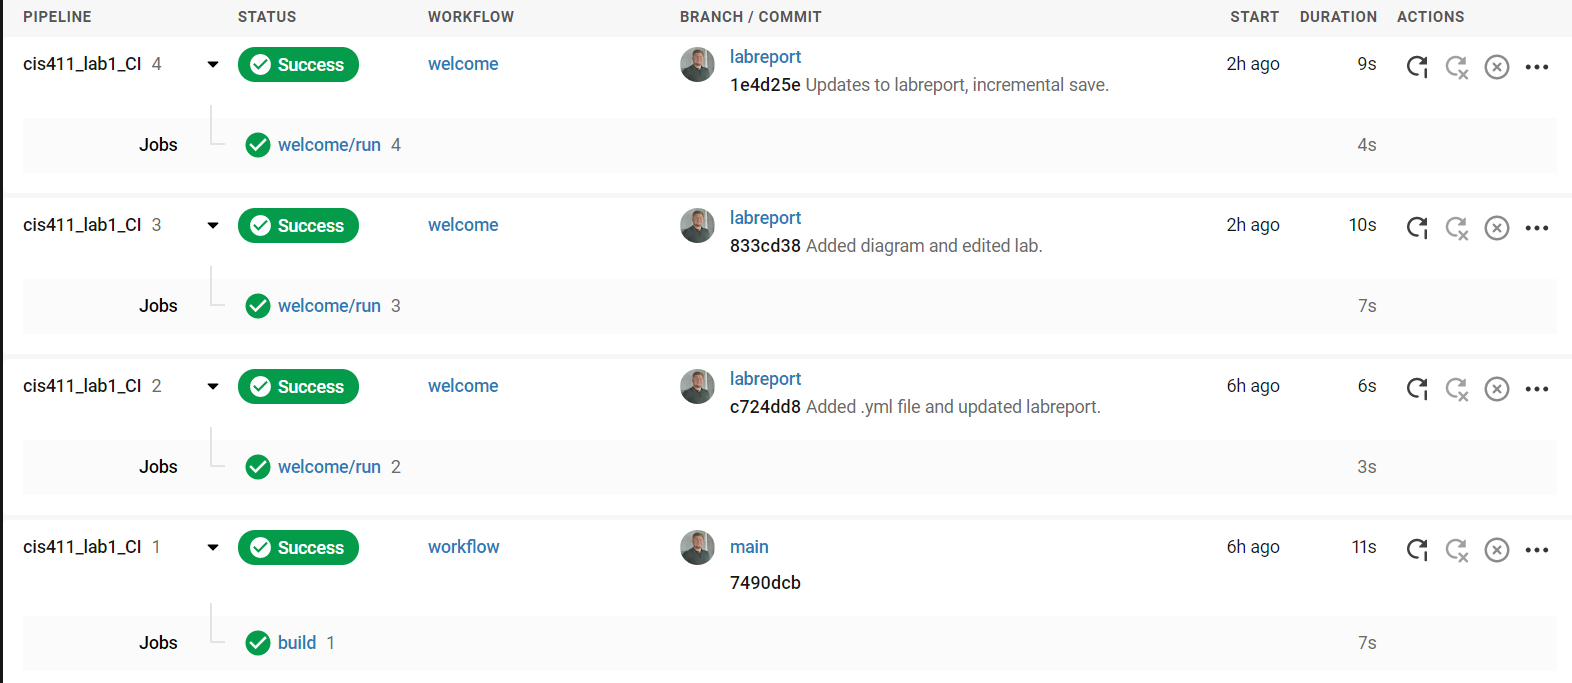 PIPELINE STATUS WORKFLOW BRANCH / COMMIT START DURATION ACTIONS
cis411_lab1_CI 4 Success welcome labreport 2h ago 9s
1e4d25e Updates to labreport, incremental save.
Jobs welcome/run 4 4s
cis411_lab1_CI 3 Success welcome labreport 2h ago 10s
833cd38 Added diagram and edited lab.
Jobs welcome/run 3 7s
cis411_lab1_CI 2 Success welcome labreport 6h ago 6s
c724dd8 Added .yml file and updated labreport.
Jobs welcome/run 2 3s
cis411_lab1_CI 1 Success workflow main 6h ago 11s
7490dcb
Jobs build 1 7s